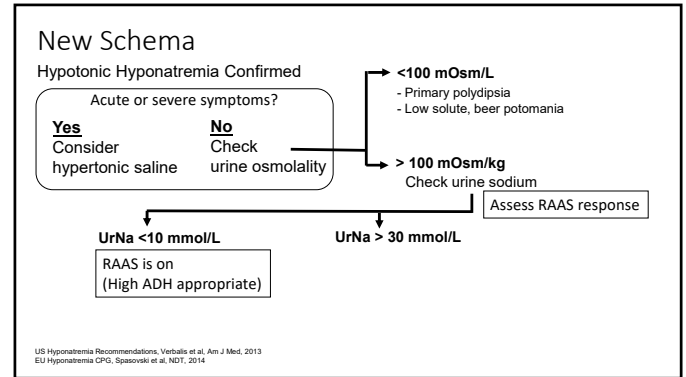 New Schema
Hypotonic Hyponatremia Confirmed
Acute or severe symptoms?
Yes
Consider
hypertonic saline
No
Check
urine osmolality
<100 mOsm/L
- Primary polydipsia
- Low solute, beer potomania
> 100 mOsm/kg
Check urine sodium
Assess RAAS response
UrNa <10 mmol/L
RAAS is on
(High ADH appropriate)
UrNa > 30 mmol/L
US Hyponatremia Recommendations, Verbalis et al, Am J Med, 2013
EU Hyponatremia CPG, Spasovski et al, NDT, 2014